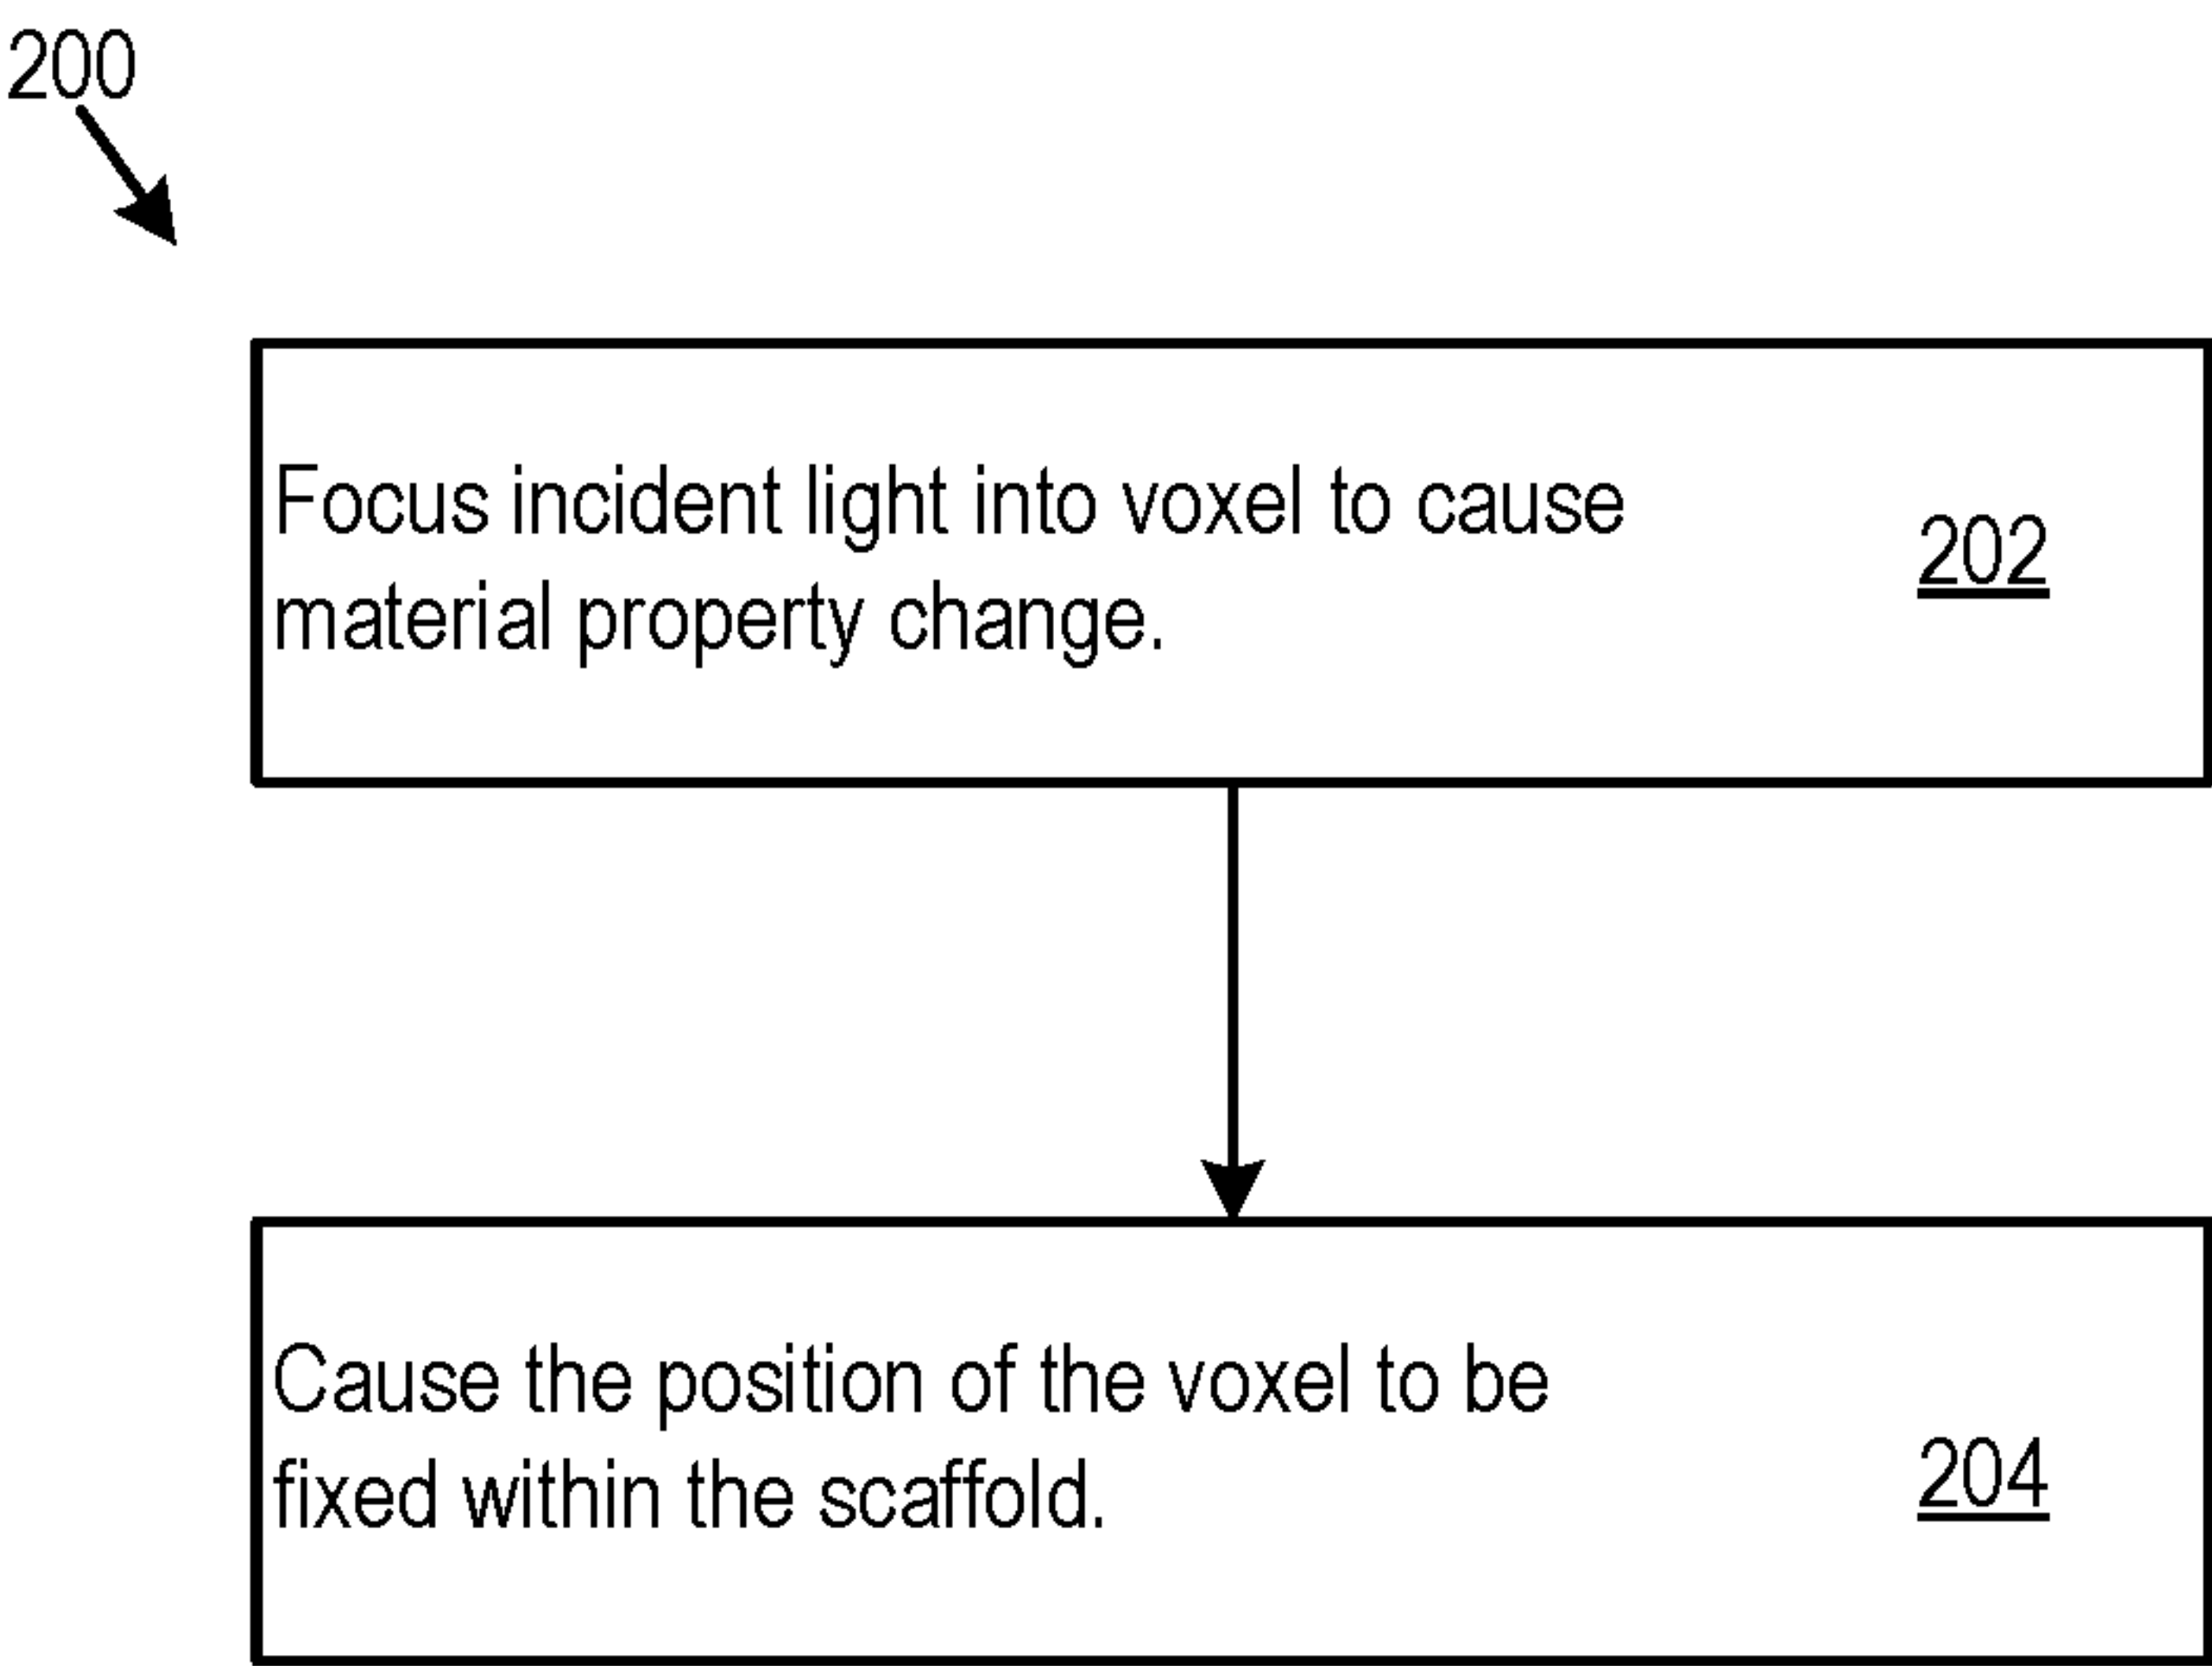 200
Focus incident light into voxel to cause
material property change.
202
Cause the position of the voxel to be
fixed within the scaffold.
204